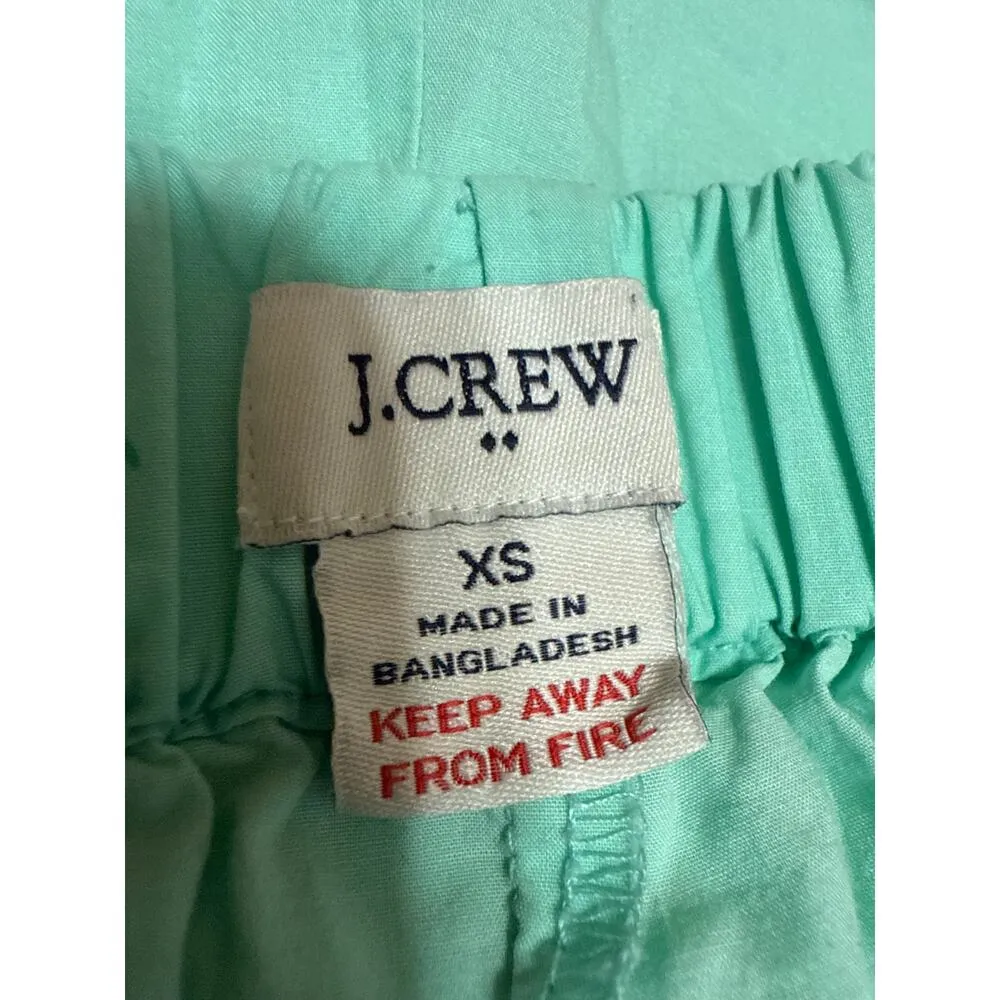 J.CREW
XS
MADE IN
BANGLADESH
KEEP AWAY
FROM FIRE